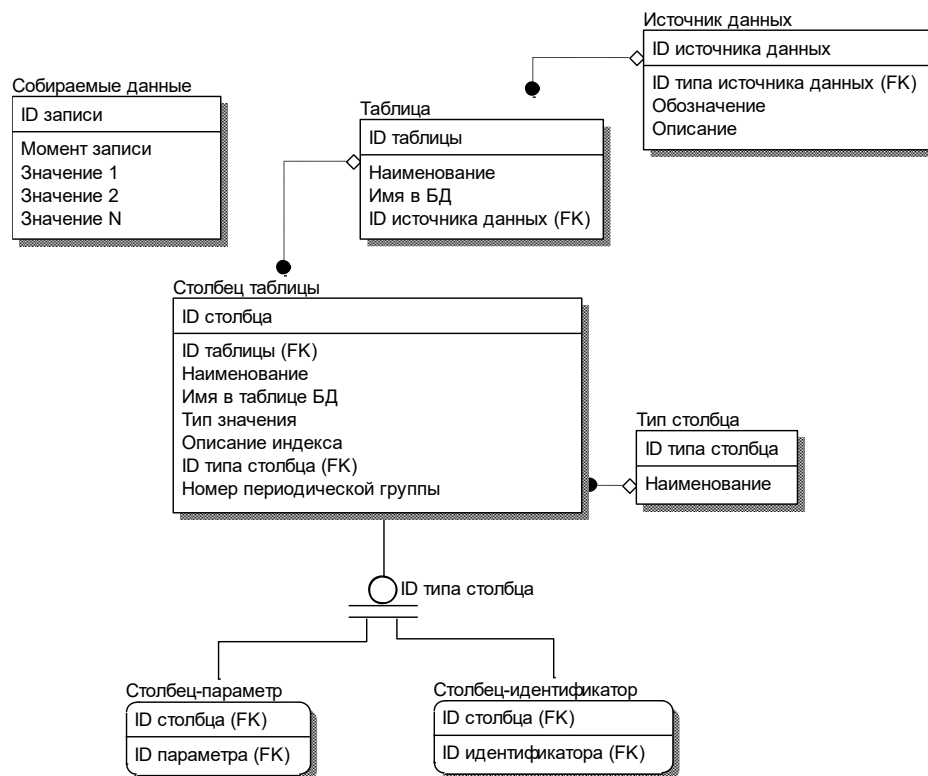 Источник данных
ID источника данных
ID типа источника данных (FK)
Обозначение
Описание
Собираемые данные
ID записи
Момент записи
Значение 1
Значение 2
Значение N
Таблица
ID таблицы
Наименование
Имя в БД
ID источника данных (FK)
Столбец таблицы
ID столбца
ID таблицы (FK)
Наименование
Имя в таблице БД
Тип значения
Описание индекса
ID типа столбца (FK)
Номер периодической группы
Тип столбца
ID типа столбца
Наименование
ID типа столбца
Столбец-параметр
ID столбца (FK)
ID параметра (FK)
Столбец-идентификатор
ID столбца (FK)
ID идентификатора (FK)